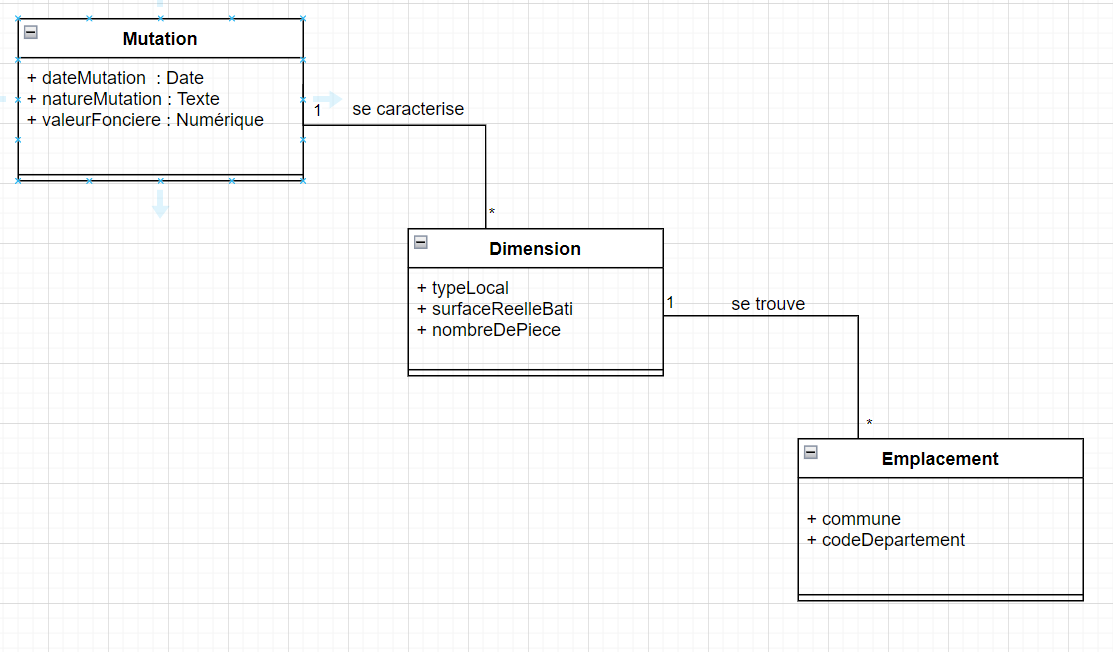 Mutation
+ dateMutation : Date
+ natureMutation : Texte
+ valeurFonciere : Numérique
1
se caracterise
*
Dimension
+ typeLocal
+ surfaceReelleBati
+ nombreDePiece
1
se trouve
*
Emplacement
+ commune
+ codeDepartement